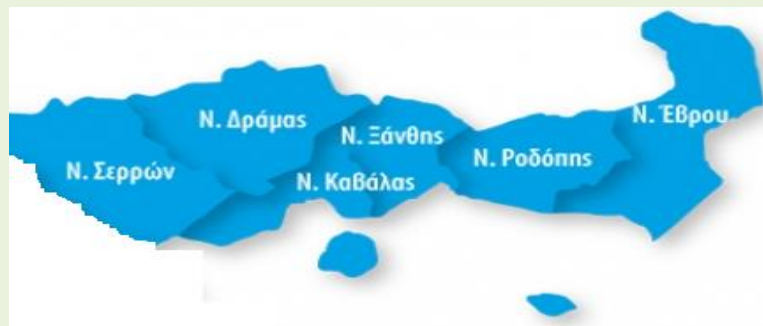 Ν. Έβρου
Ν. Δράμας
Ν. Ξάνθης
Ν. Ροδόπης
Ν. Σερρών
Ν. Καβάλας